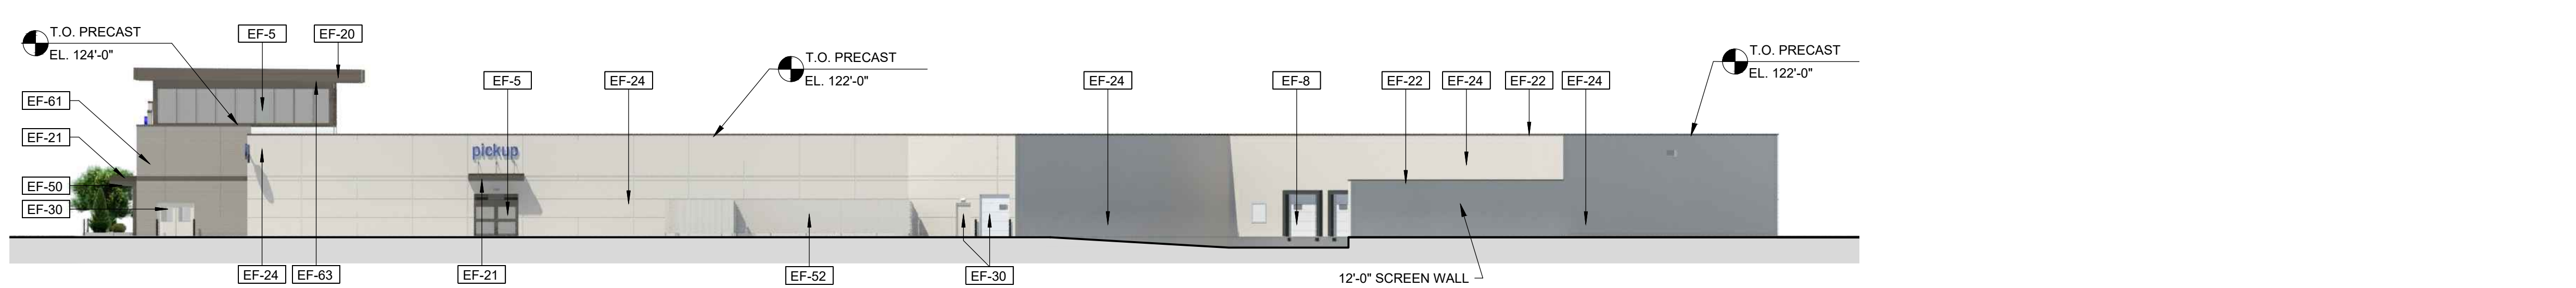 T.O. PRECAST
EL. 124'-0"
EF-5
EF-20
EF-61
EF-21
EF-50
EF-30
EF-24
EF-63
EF-5
EF-24
T.O. PRECAST
EL. 122'-0"
pickup
EF-21
EF-52
EF-30
EF-24
EF-8
EF-22
EF-24
EF-22
EF-24
T.O. PRECAST
EL. 122'-0"
12'-0" SCREEN WALL